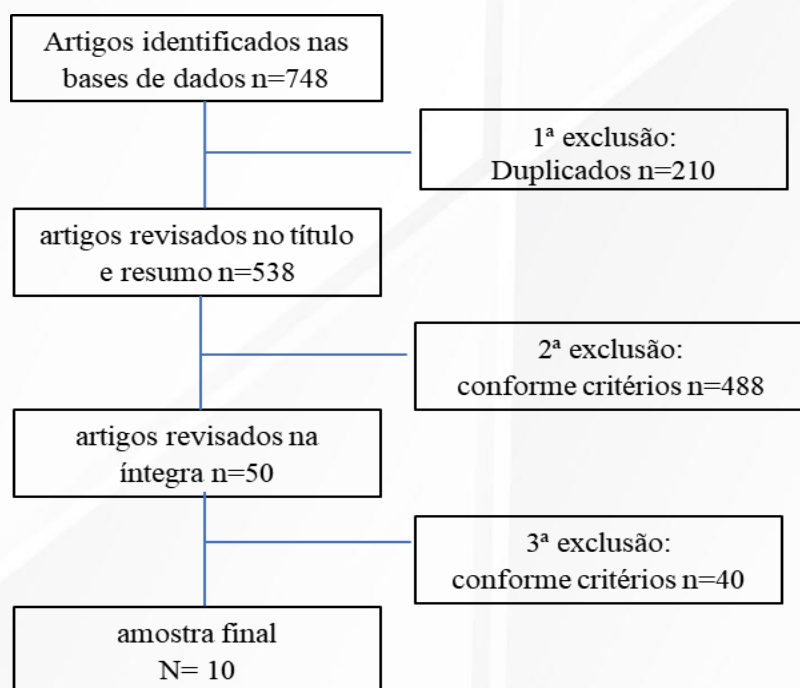 Artigos identificados nas
bases de dados n=748
1ª exclusão:
Duplicados n=210
artigos revisados no título
e resumo n=538
2ª exclusão:
conforme critérios n=488
artigos revisados na
íntegra n=50
3ª exclusão:
conforme critérios n=40
amostra final
N= 10